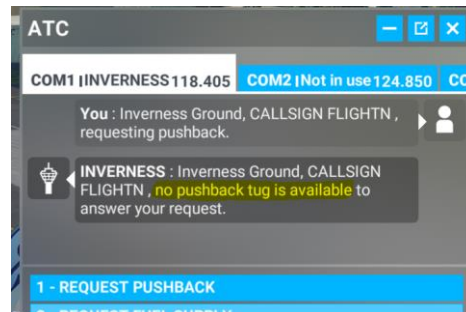 ATC
COM1 | INVERNESS 118.405 COM2 | Not in use 124.850 CO
You : Inverness Ground, CALLSIGN FLIGHTN ,
requesting pushback.
INVERNESS : Inverness Ground, CALLSIGN
FLIGHTN , no pushback tug is available to
answer your request.
1 - REQUEST PUSHBACK